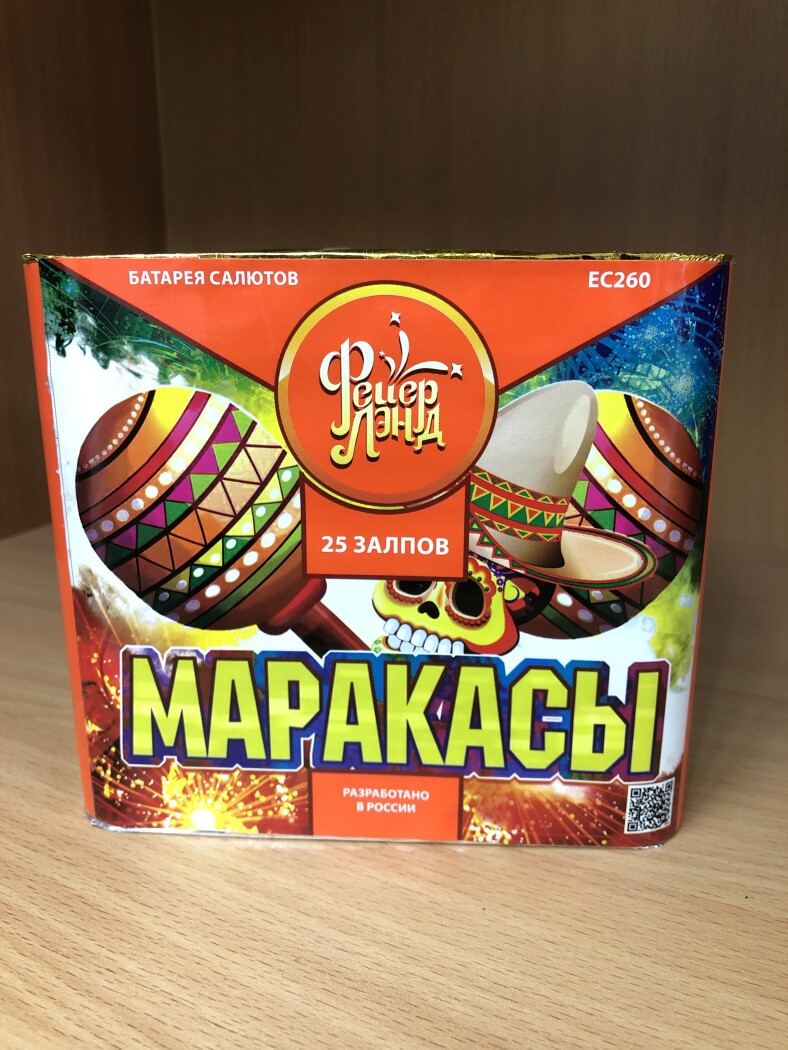 БАТАРЕЯ САЛЮТОВ
ЕС260
Фейер
Лэнд
25 ЗАЛПОВ
МАРАКАСЫ
РАЗРАБОТАНО
В РОССИИ